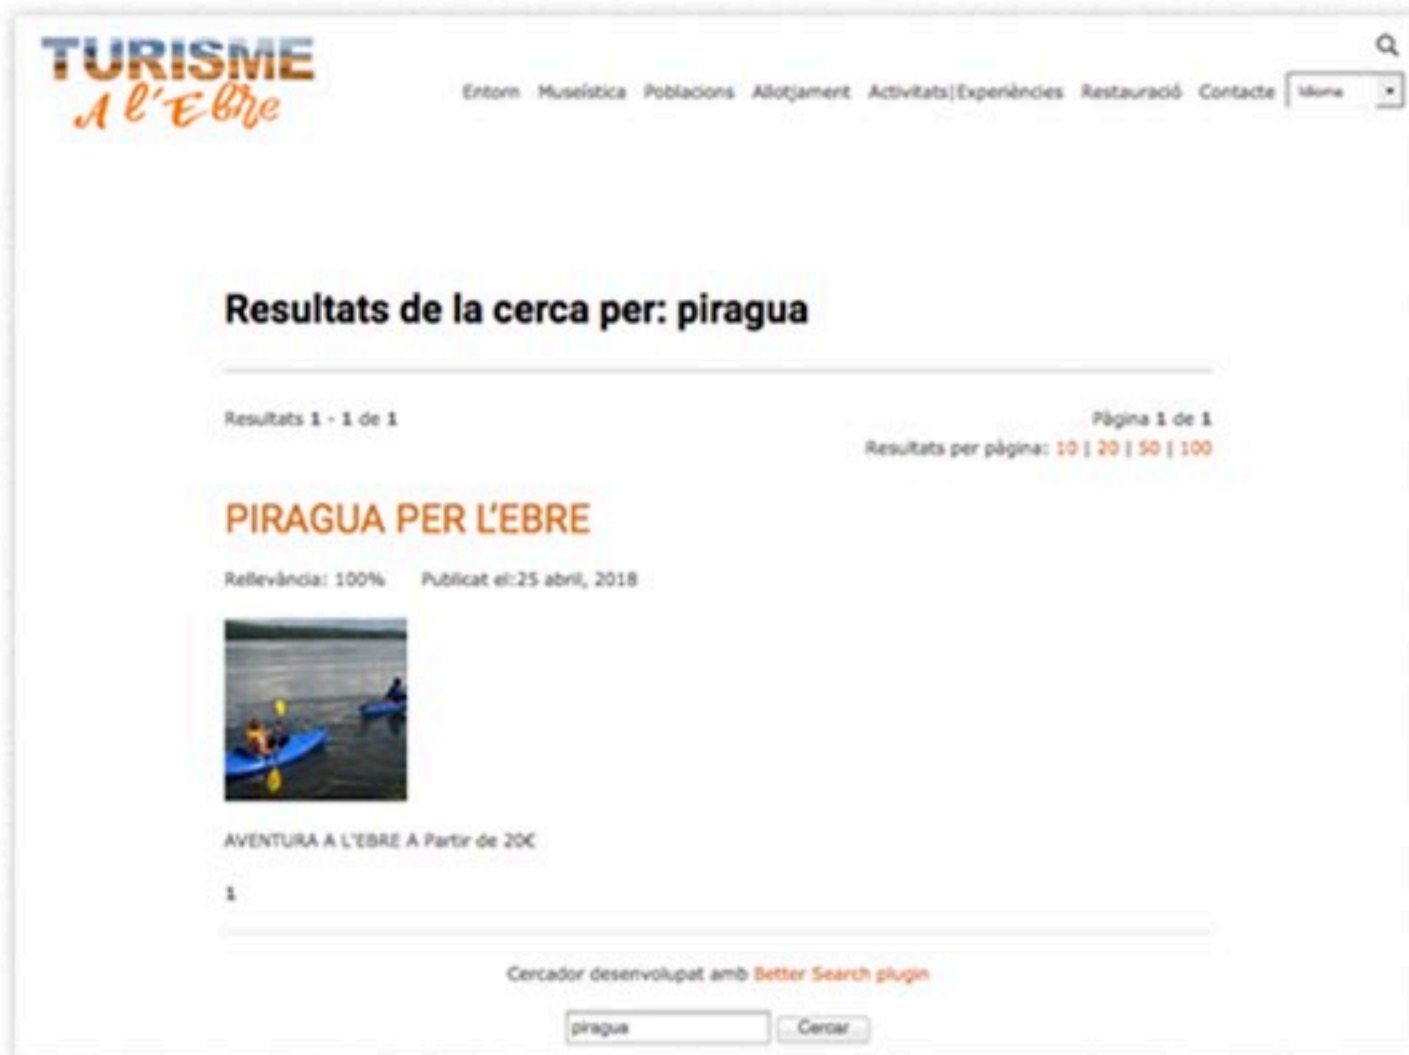 TURISME
A l'Ebre
Entorn Museística Poblacions Allotjament Activitats|Experiències Restauració Contacte Idioma
Resultats de la cerca per: piragua
Resultats 1 - 1 de 1
Pàgina 1 de 1
Resultats per pàgina: 10 | 20 | 50 | 100
PIRAGUA PER L'EBRE
Rellevància: 100% Publicat el:25 abril, 2018
AVENTURA A L'EBRE A Partir de 20€
1
Cercador desenvolupat amb Better Search plugin
piragua Cercar